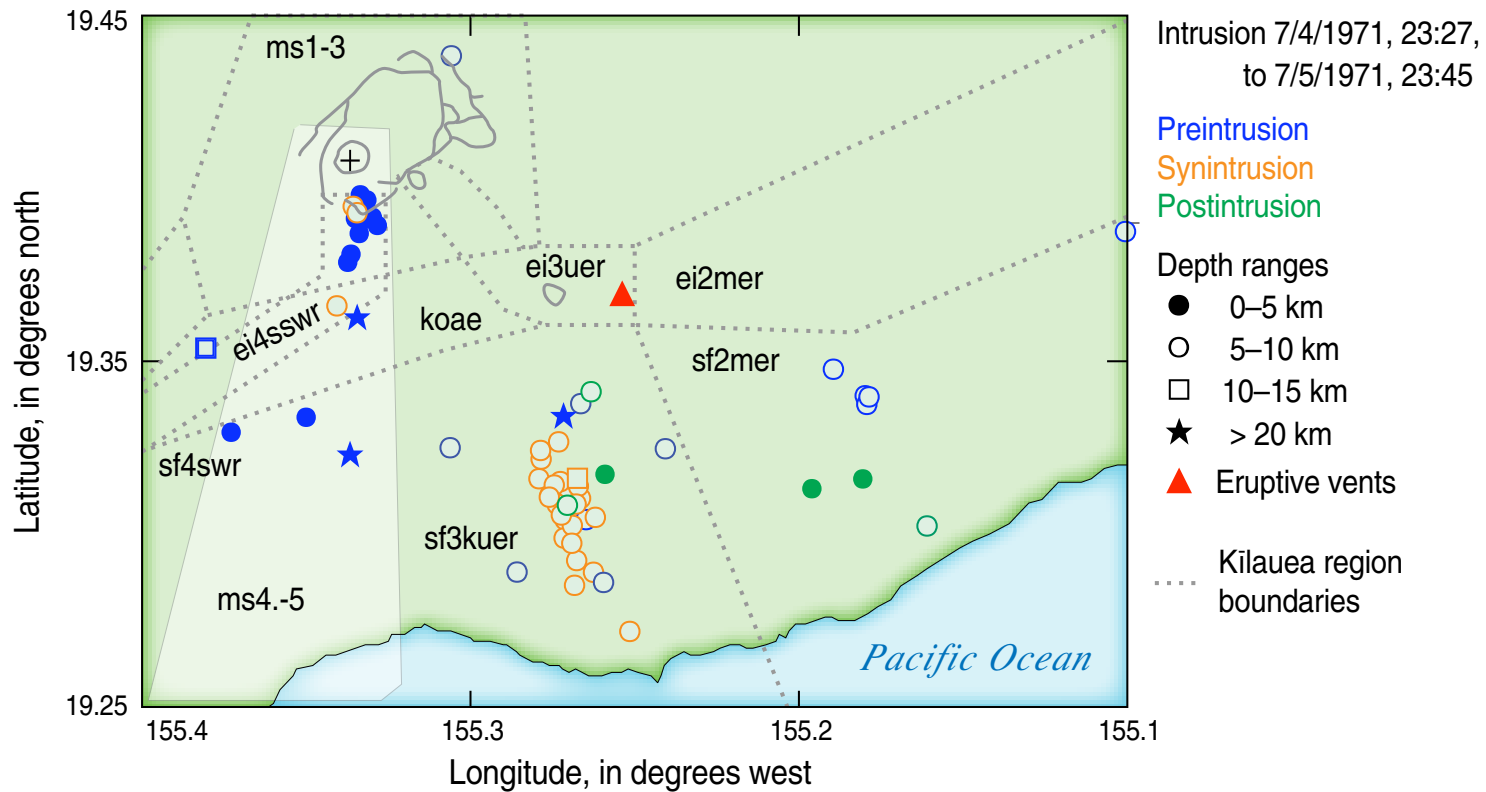 19.45
ms1-3
Intrusion 7/4/1971, 23:27,
to 7/5/1971, 23:45
Preintrusion
Synintrusion
Postintrusion
Latitude, in degrees north
ei3uer
ei2mer
Depth ranges
0–5 km
koae
ei4sswr
5–10 km
19.35
sf2mer
10–15 km
> 20 km
sf4swr
Eruptive vents
sf3kuer
Kīlauea region
boundaries
ms4.-5
Pacific Ocean
19.25
155.4
155.3
155.2
155.1
Longitude, in degrees west